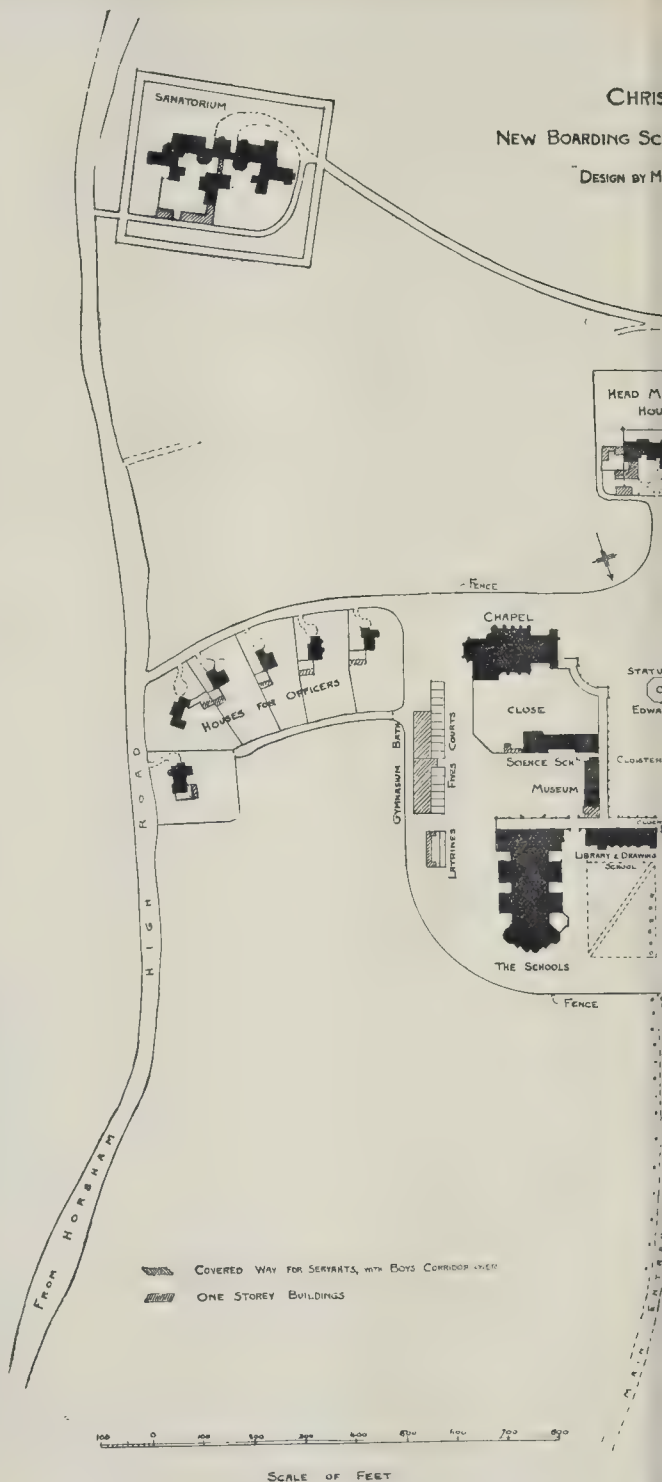 SANATORIUM
CHRIS
NEW BOARDING SC
"DESIGN BY M
HEAD M
HOU
FENCE
CHAPEL
STATU
EDWA
CLOSE
HOUSES FOR OFFICERS
GYMNASIUM BATH
FIVES COURTS
SCIENCE SCH
CLOISTER
MUSEUM
LATRINES
LIBRARY & DRAWING
SCHOOL
THE SCHOOLS
FENCE
HIGH ROAD
FROM HORSHAM
MAIN ENTRA
COVERED WAY FOR SERVANTS, WITH BOYS CORRIDOR OVER
ONE STOREY BUILDINGS
100 0 100 200 300 400 500 600 400 800
SCALE OF FEET